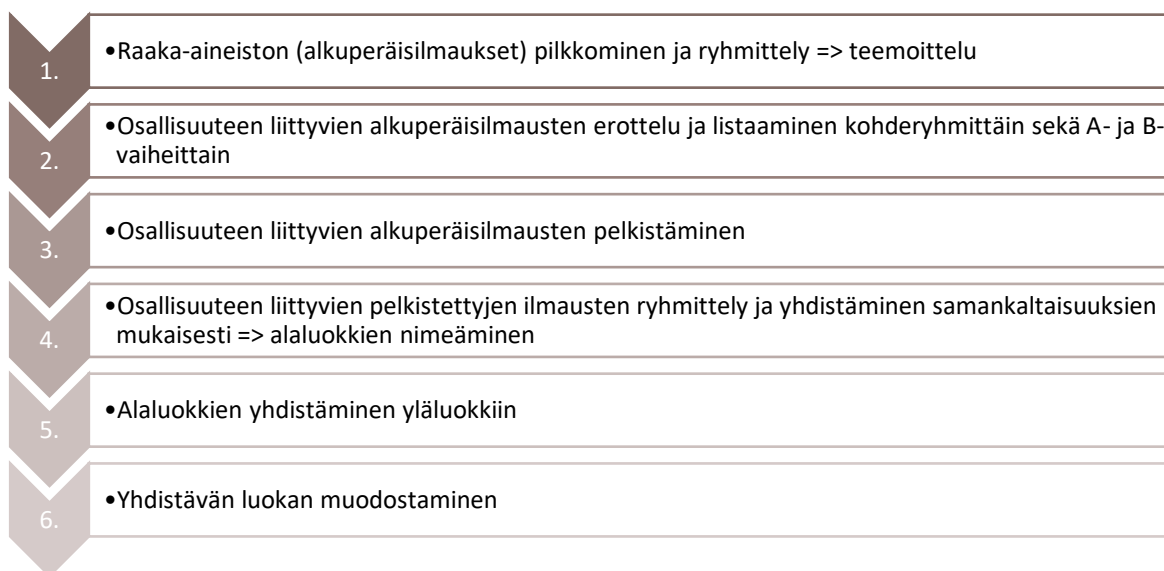 1.
•Raaka-aineiston (alkuperäisilmaukset) pilkkominen ja ryhmittely => teemoittelu
2.
•Osallisuuteen liittyvien alkuperäisilmausten erottelu ja listaaminen kohderyhmittäin sekä A- ja B-
vaiheittain
3.
•Osallisuuteen liittyvien alkuperäisilmausten pelkistäminen
4.
•Osallisuuteen liittyvien pelkistettyjen ilmausten ryhmittely ja yhdistäminen samankaltaisuuksien
mukaisesti => alaluokkien nimeäminen
5.
•Alaluokkien yhdistäminen yläluokkiin
6.
•Yhdistävän luokan muodostaminen